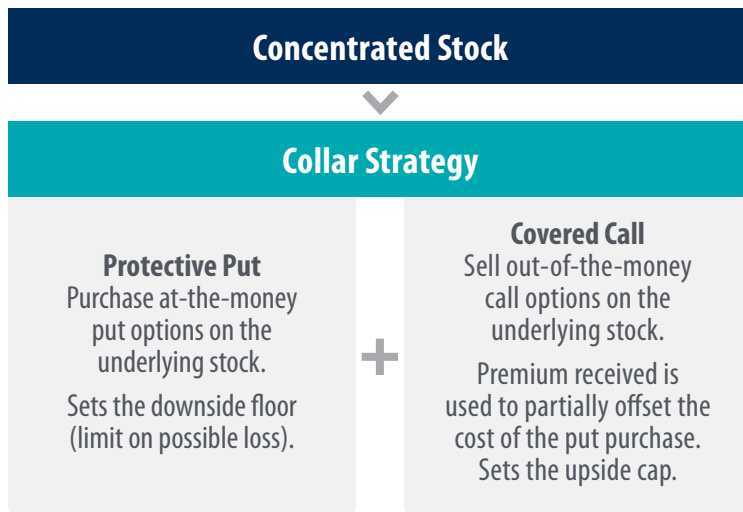 Concentrated Stock
Collar Strategy
Protective Put
Purchase at-the-money
put options on the
underlying stock.
Sets the downside floor
(limit on possible loss).
+
Covered Call
Sell out-of-the-money
call options on the
underlying stock.
Premium received is
used to partially offset the
cost of the put purchase.
Sets the upside cap.